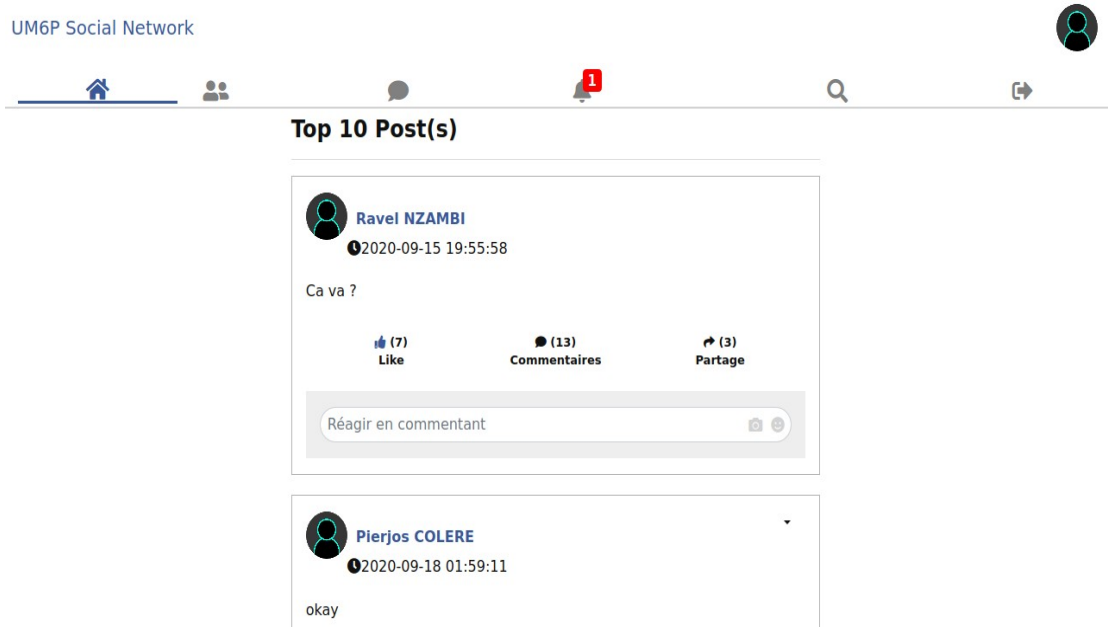 UM6P Social Network
1
Top 10 Post(s)
Ravel NZAMBI
2020-09-15 19:55:58
Ca va ?
(7)
Like
(13)
Commentaires
(3)
Partage
Réagir en commentant
Pierjos COLERE
2020-09-18 01:59:11
okay